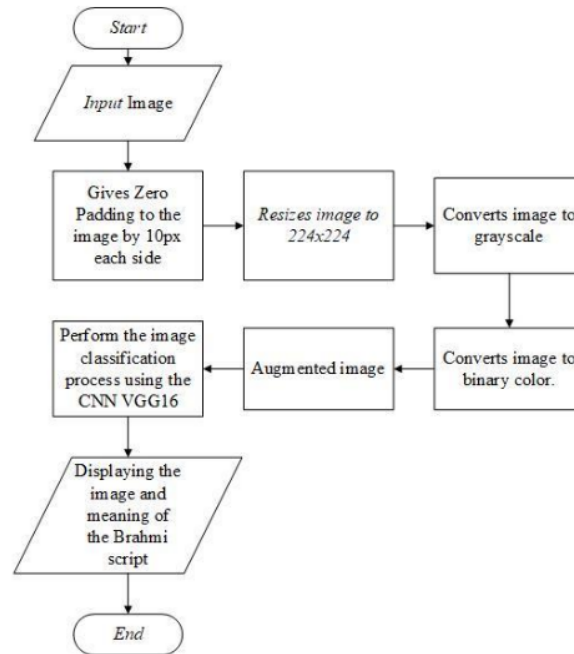 Start
Input Image
Gives Zero
Padding to the
image by 10px
each side
Resizes image to
224x224
Converts image to
grayscale
Converts image to
binary color.
Augmented image
Perform the image
classification
process using the
CNN VGG16
Displaying the
image and
meaning of
the Brahmi
script
End